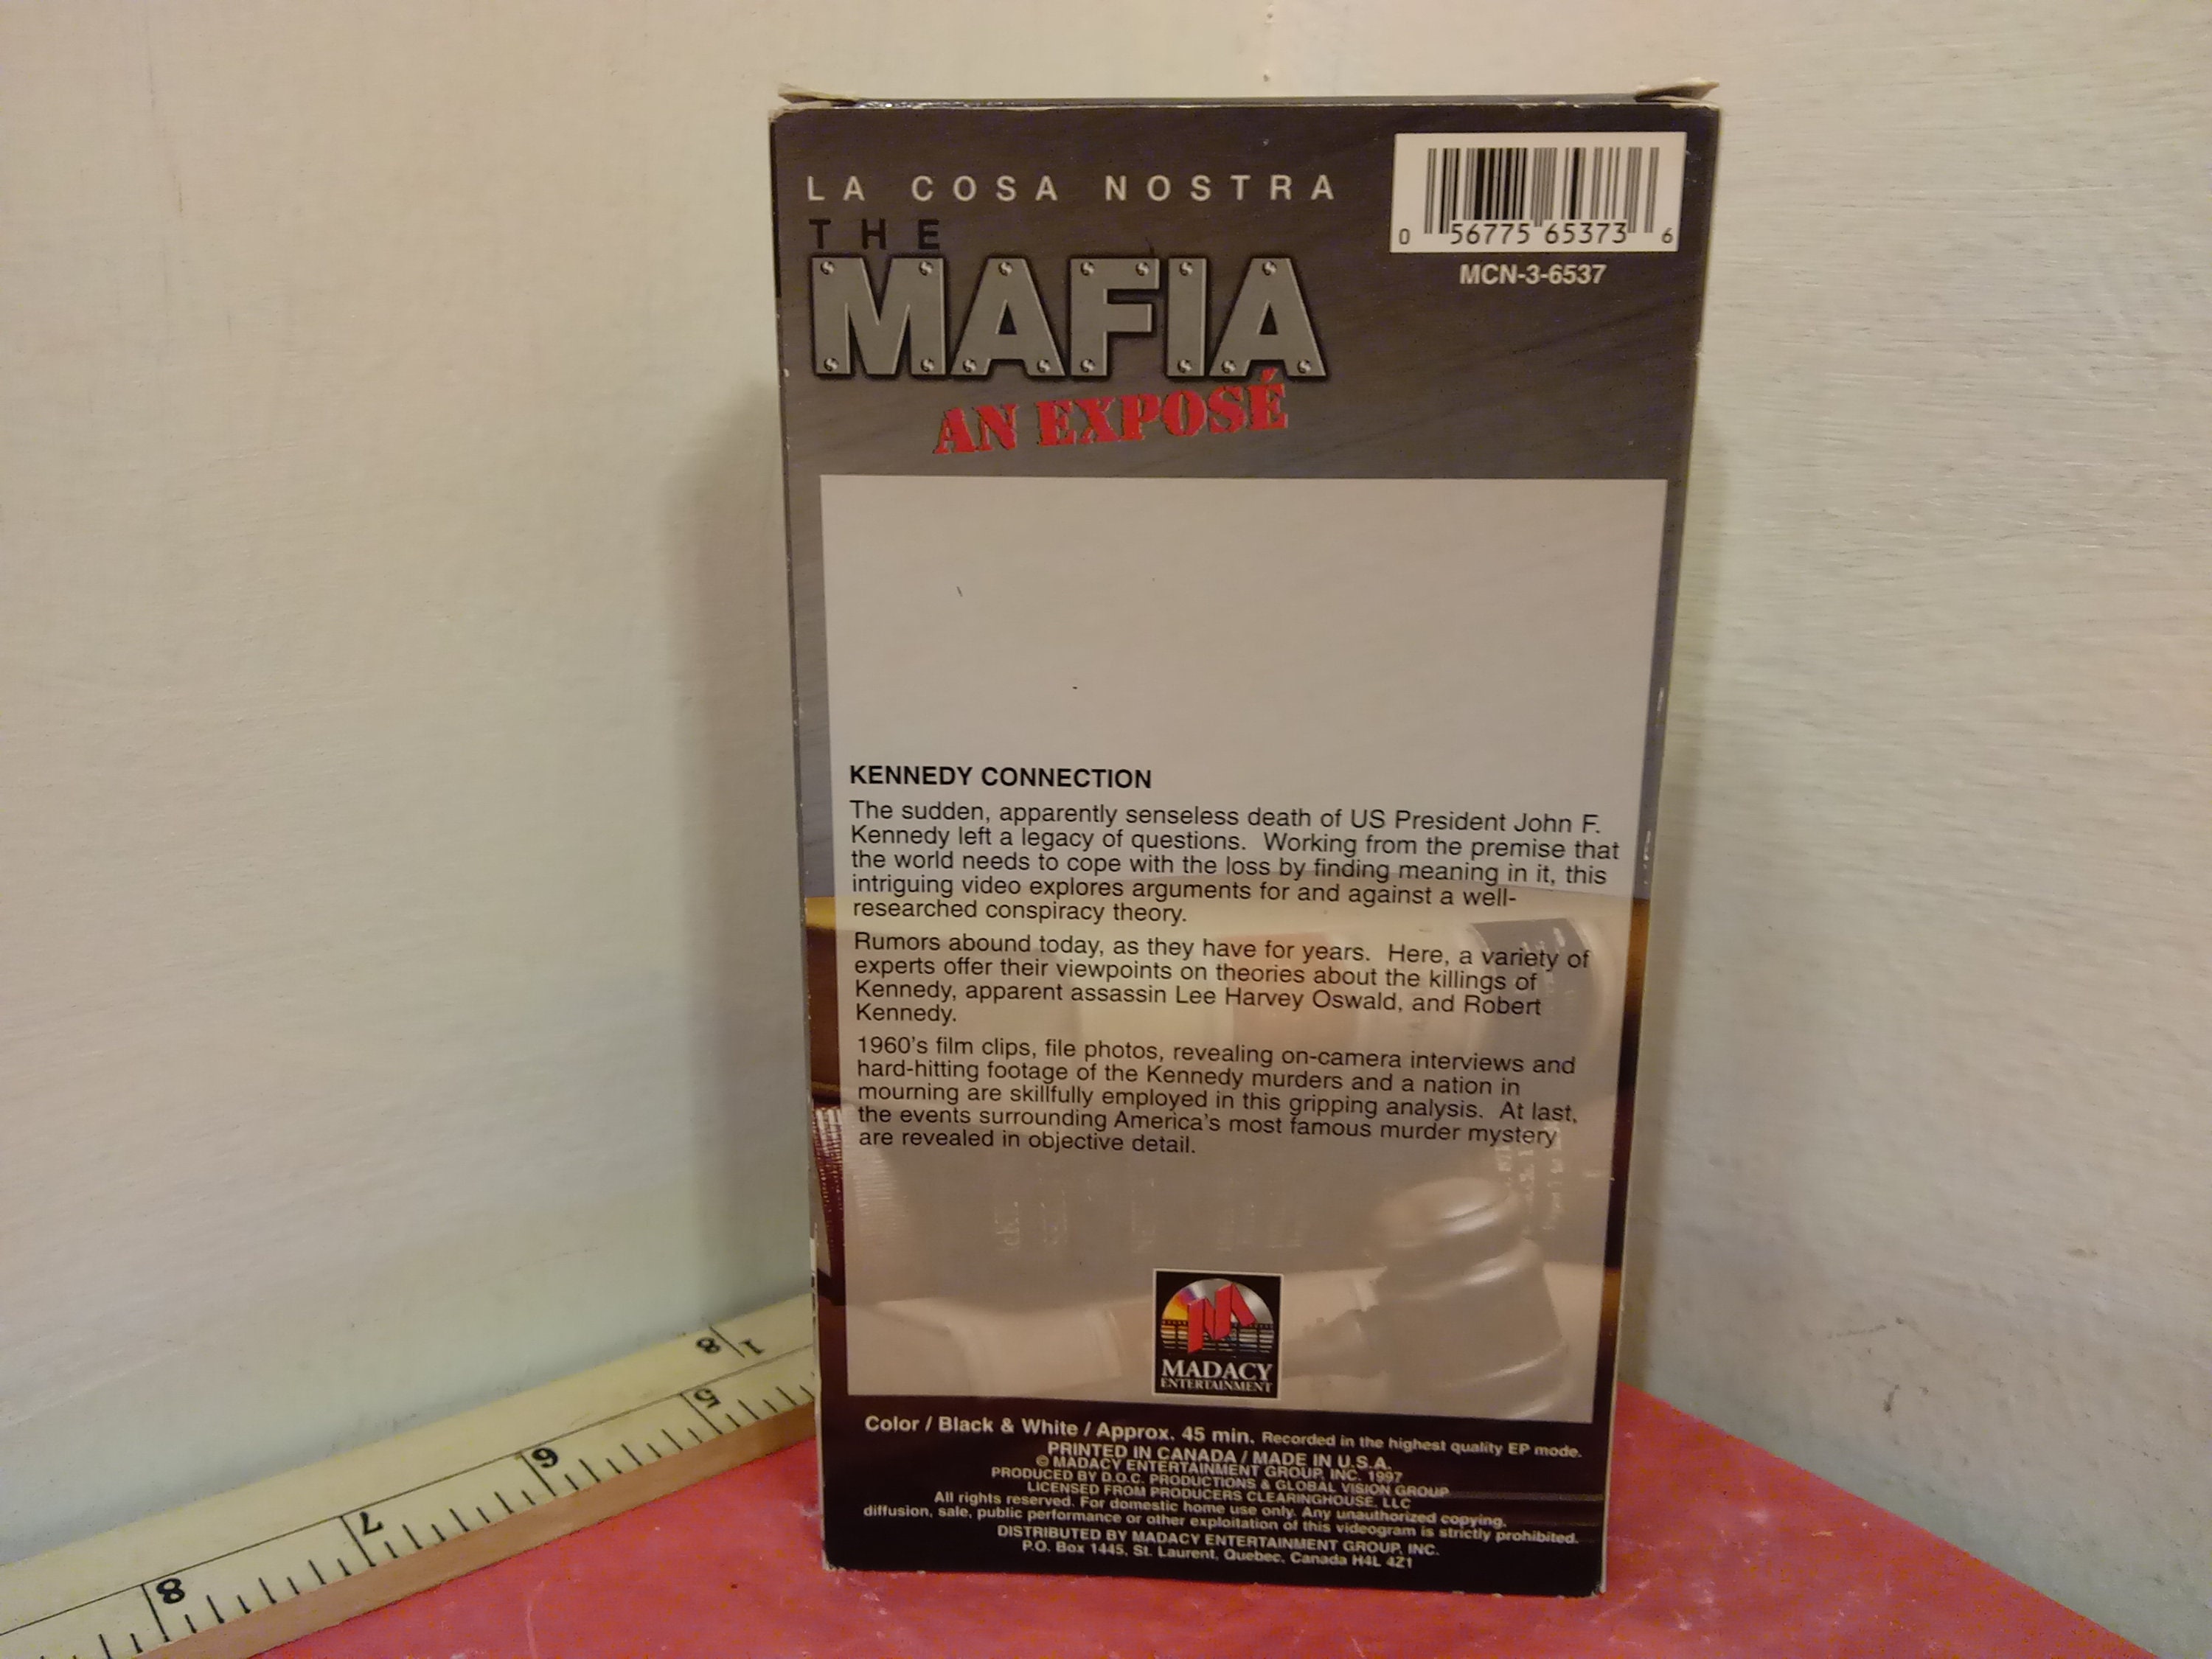 LA COSA NOSTRA
THE
MAFIA
AN EXPOSÉ
0 56775 65373 6
MCN-3-6537
KENNEDY CONNECTION
The sudden, apparently senseless death of US President John F.
Kennedy left a legacy of questions.  Working from the premise that
the world needs to cope with the loss by finding meaning in it, this
intriguing video explores arguments for and against a well-
researched conspiracy theory.
Rumors abound today, as they have for years.  Here, a variety of
experts offer their viewpoints on theories about the killings of
Kennedy, apparent assassin Lee Harvey Oswald, and Robert
Kennedy.
1960's film clips, file photos, revealing on-camera interviews and
hard-hitting footage of the Kennedy murders and a nation in
mourning are skillfully employed in this gripping analysis.  At last,
the events surrounding America's most famous murder mystery
are revealed in objective detail.
MADACY
ENTERTAINMENT
Color / Black & White / Approx. 45 min. Recorded in the highest quality EP mode.
PRINTED IN CANADA / MADE IN U.S.A.
© MADACY ENTERTAINMENT GROUP, INC. 1997
PRODUCED BY D.O.C. PRODUCTIONS & GLOBAL VISION GROUP
LICENSED FROM PRODUCERS CLEARINGHOUSE, LLC
All rights reserved. For domestic home use only. Any unauthorized copying,
diffusion, sale, public performance or other exploitation of this videogram is strictly prohibited.
DISTRIBUTED BY MADACY ENTERTAINMENT GROUP, INC.
P.O. Box 1445, St. Laurent, Quebec, Canada H4L 4Z1
8 1
5
6
7
8